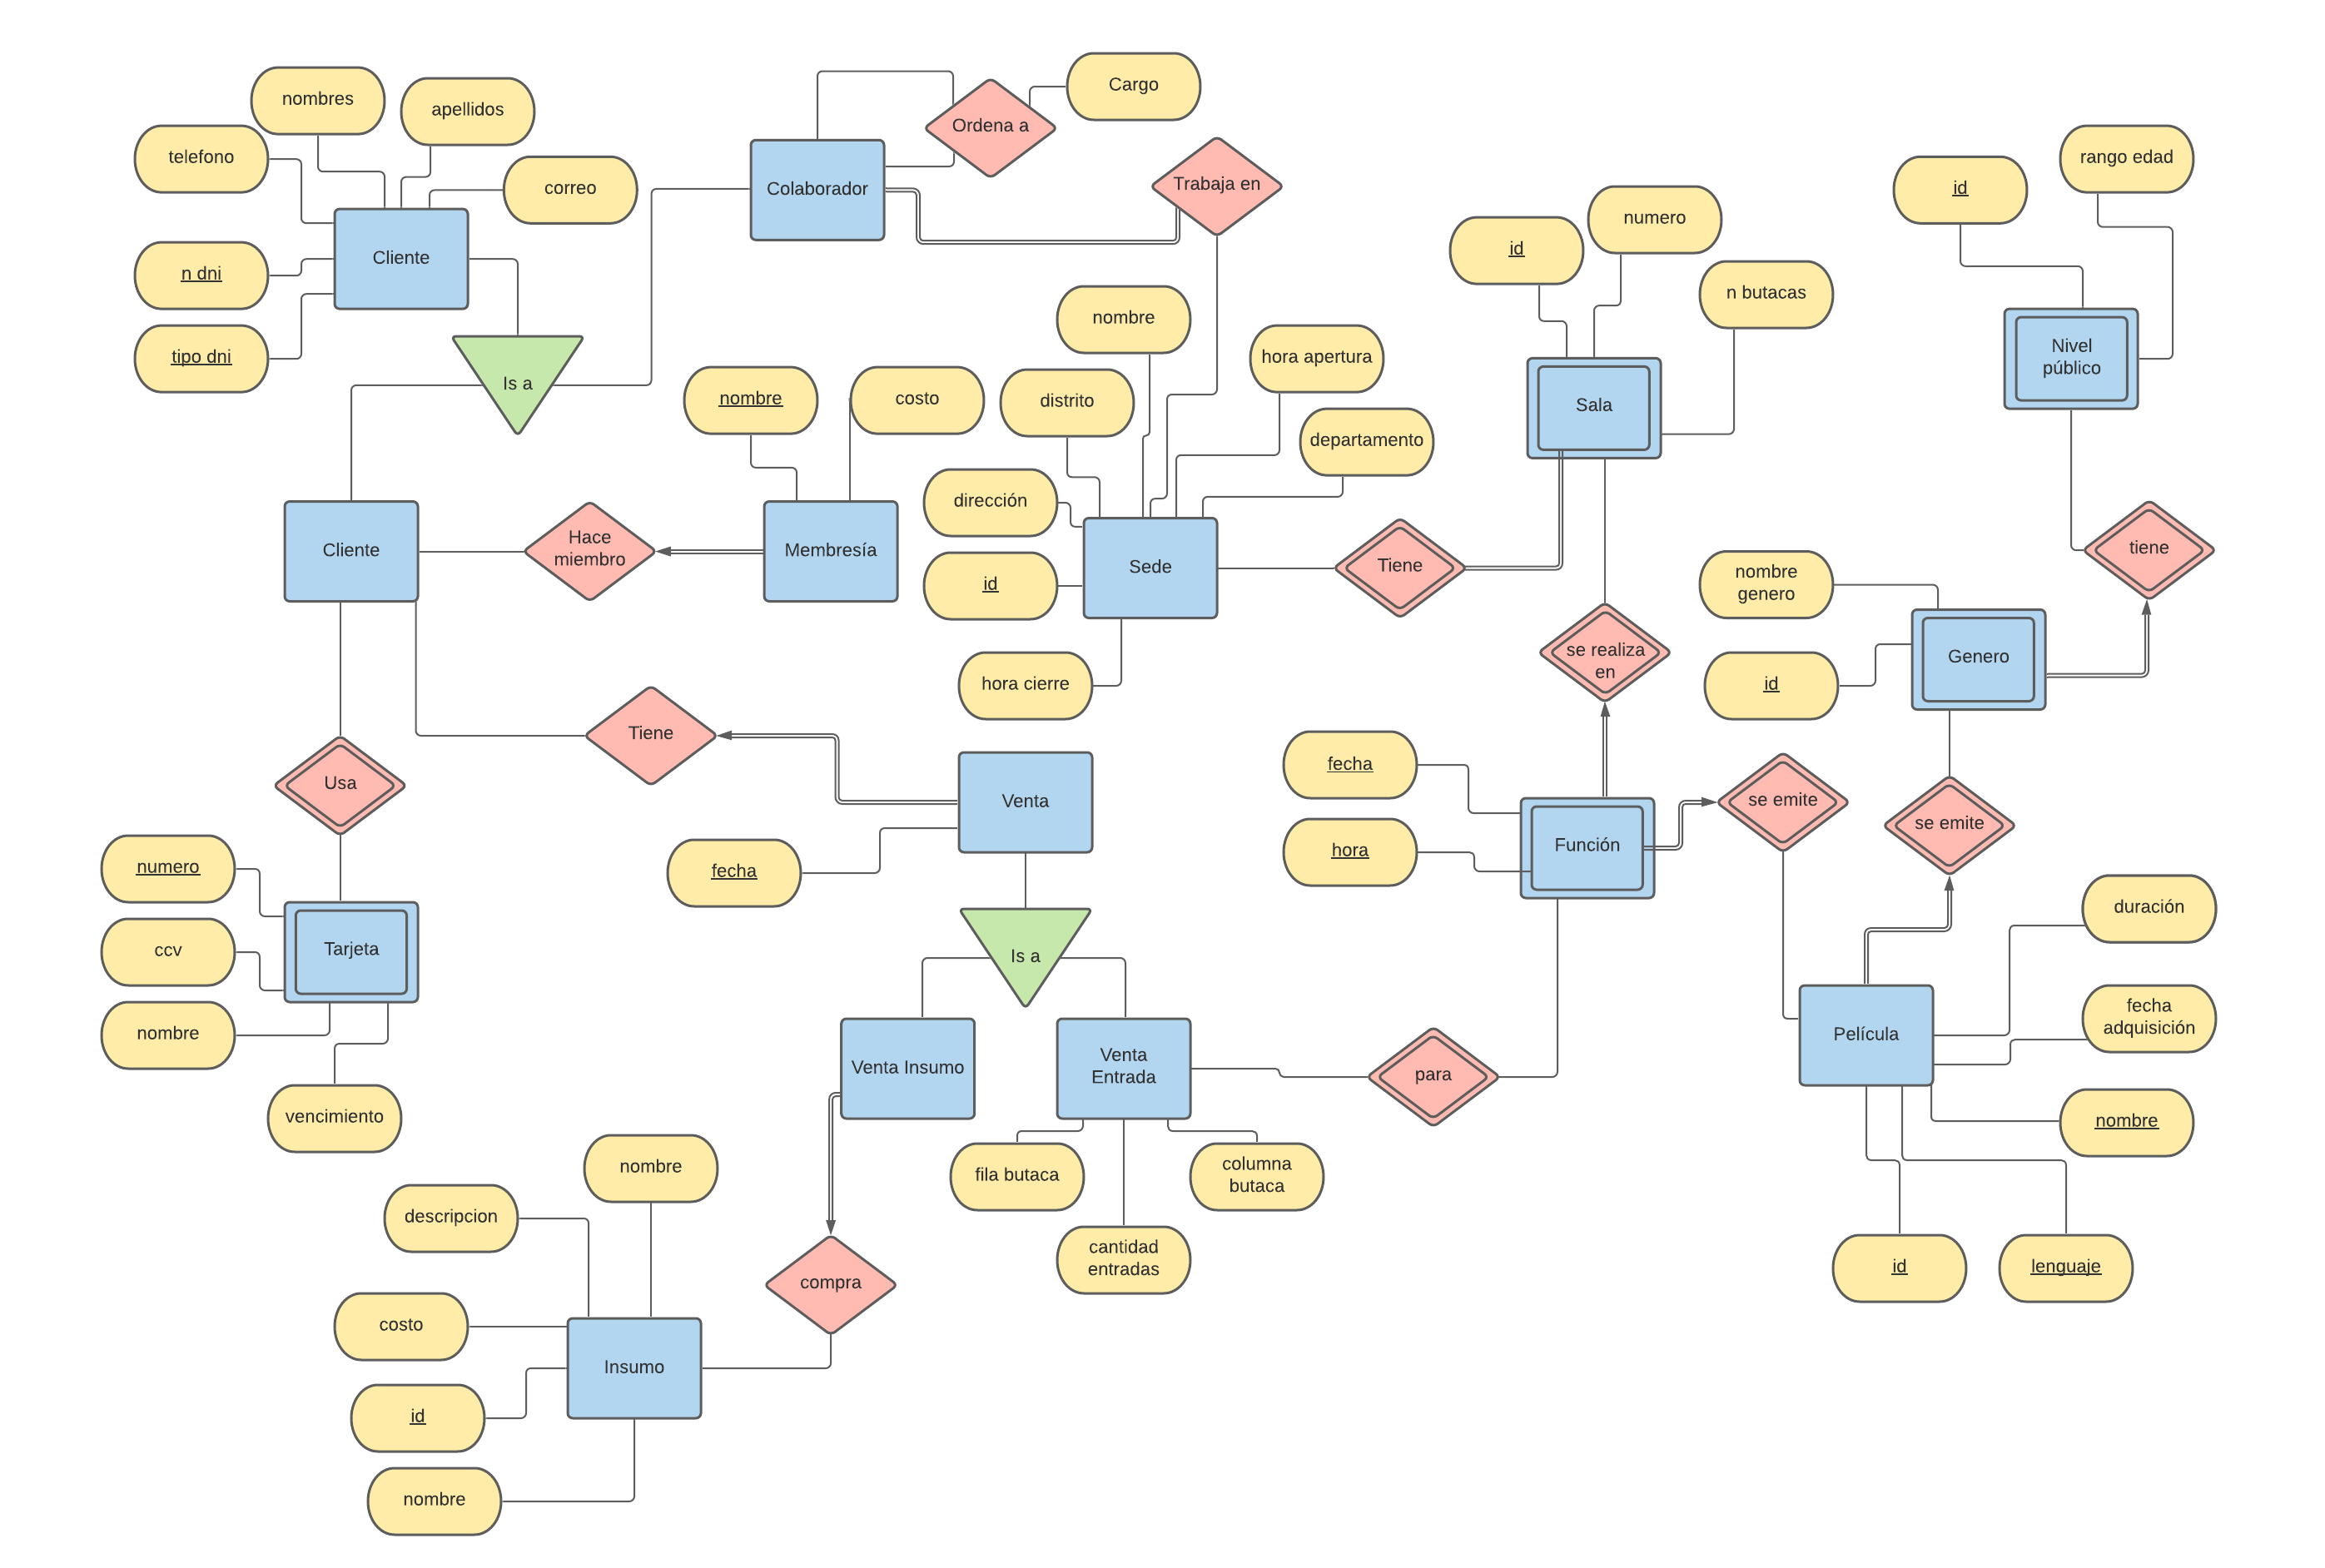 nombres
apellidos
telefono
correo
Cliente
n dni
tipo dni
Is a
Colaborador
Ordena a
Cargo
Trabaja en
nombre
costo
Membresía
Hace
miembro
Cliente
nombre
distrito
hora apertura
departamento
dirección
id
Sede
hora cierre
Tiene
id
numero
n butacas
Sala
se realiza
en
id
rango edad
Nivel
público
tiene
nombre
genero
id
Genero
se emite
se emite
fecha
hora
Función
Tiene
Venta
fecha
Is a
Usa
numero
ccv
nombre
Tarjeta
vencimiento
Venta Insumo
Venta
Entrada
para
fila butaca
columna
butaca
cantidad
entradas
Película
duración
fecha
adquisición
nombre
id
lenguaje
compra
nombre
descripcion
costo
Insumo
id
nombre